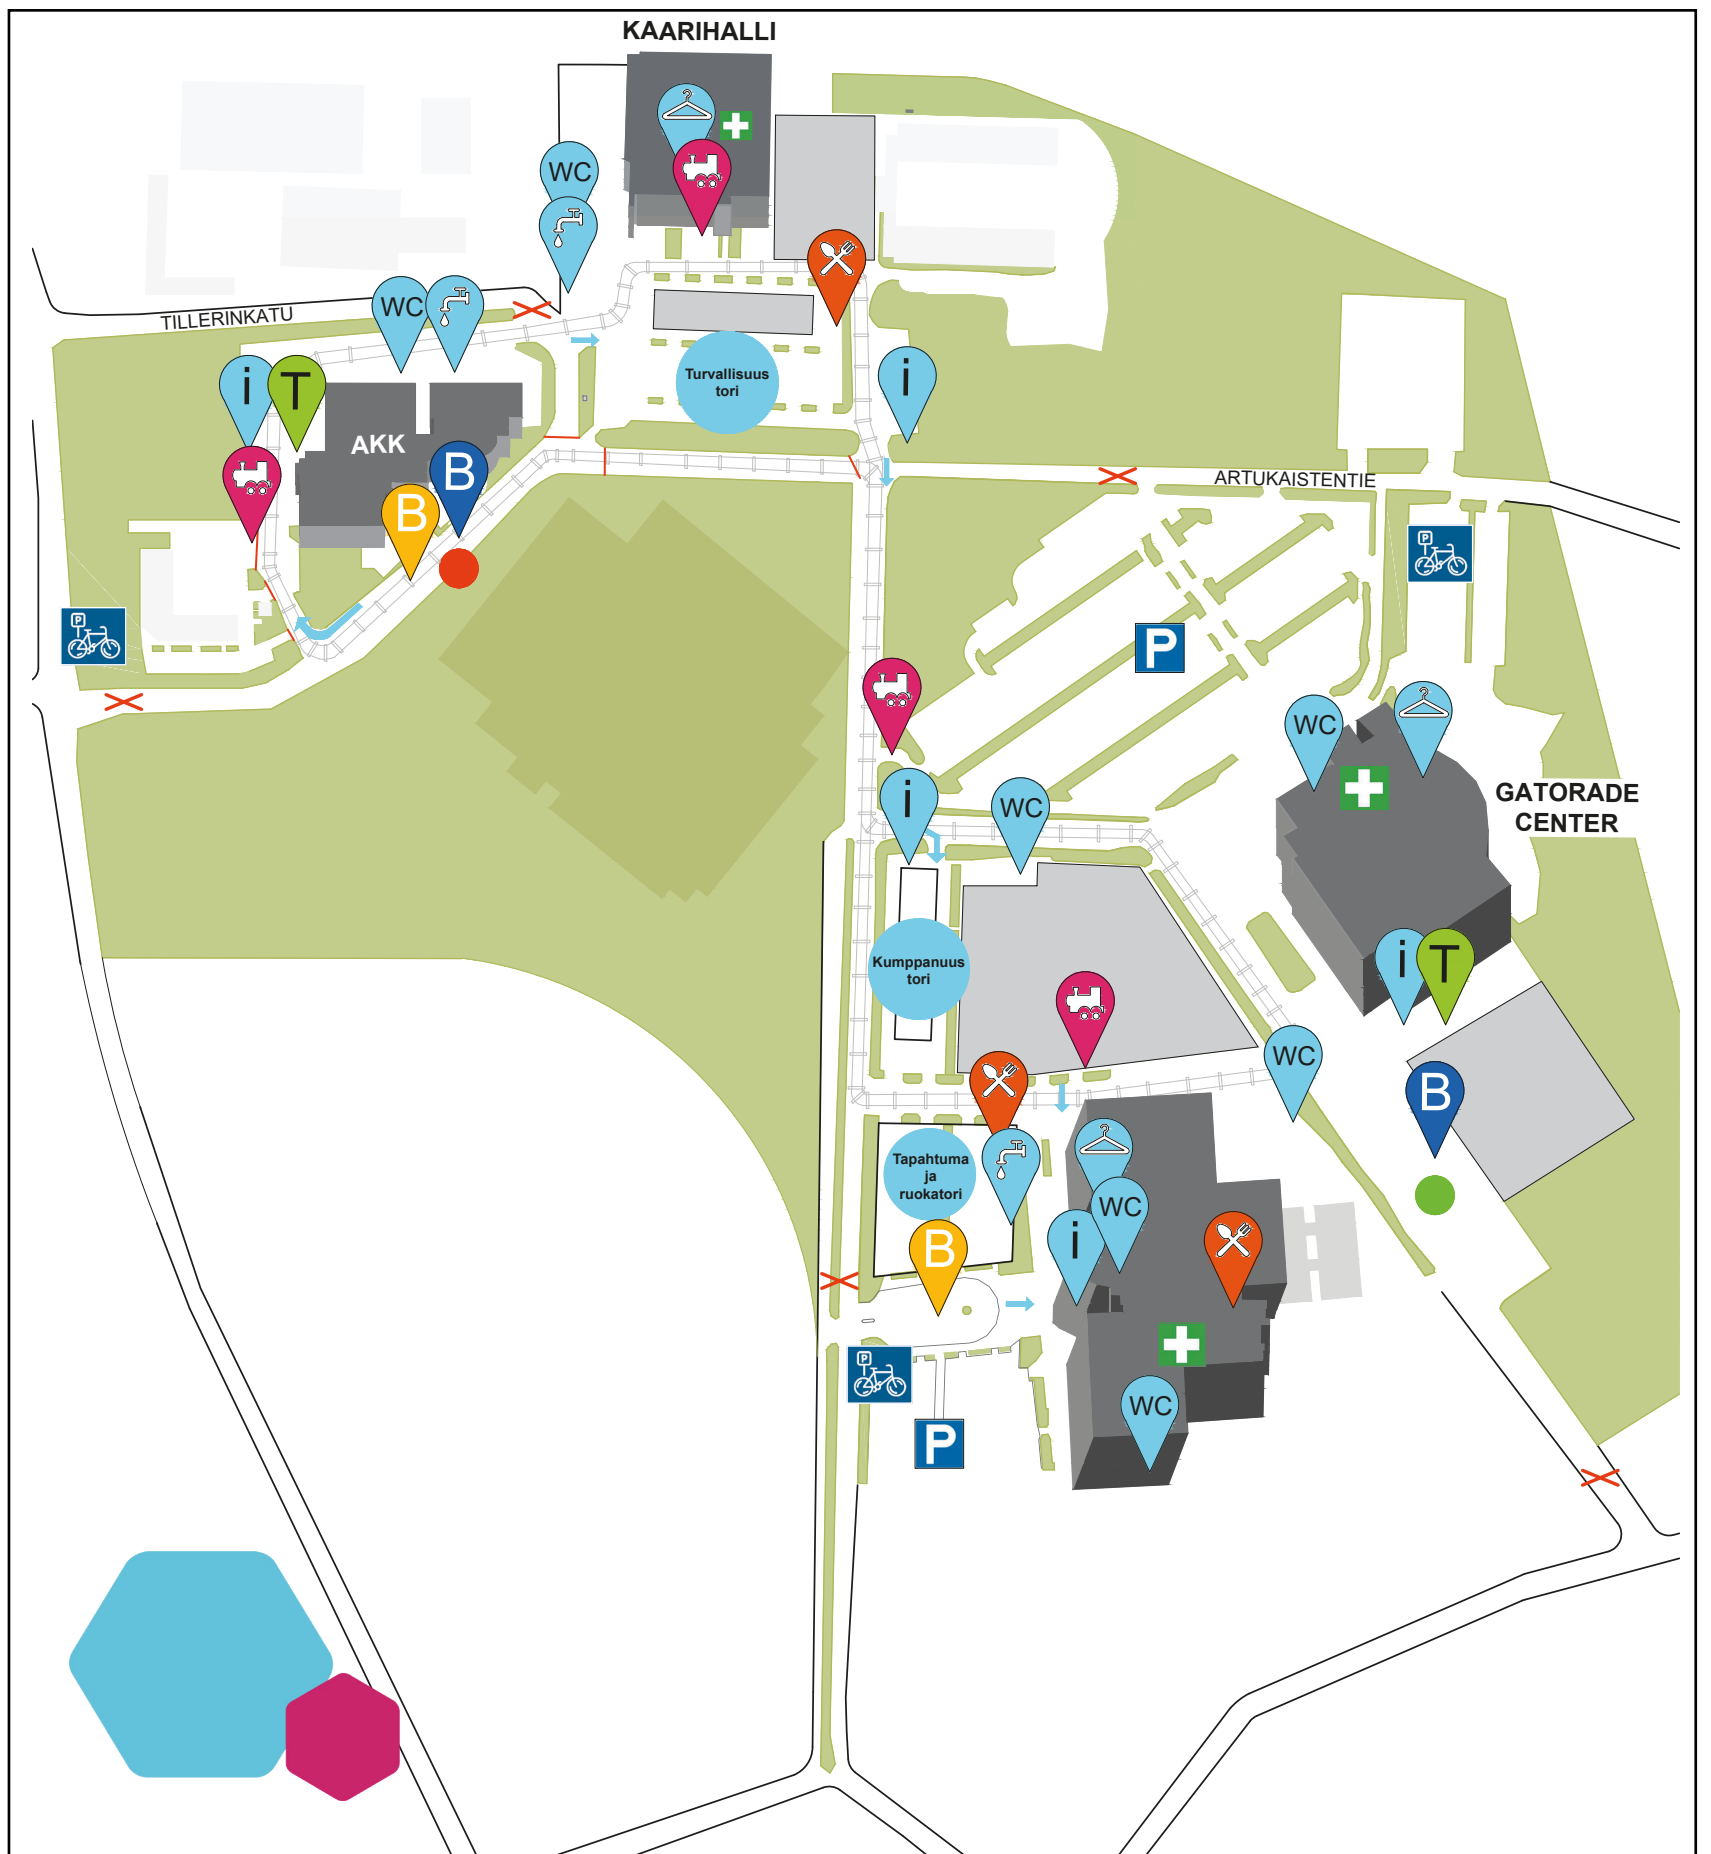 KAARIHALLI
WC
WC
TILLERINKATU
i
T
Turvallisuus
tori
i
AKK
B
B
ARTUKAISTENTIE
P
P
P
WC
i
WC
GATORADE
CENTER
Kumppanuus
tori
i
T
WC
B
Tapahtuma
ja
ruokatori
WC
i
B
P
P
WC